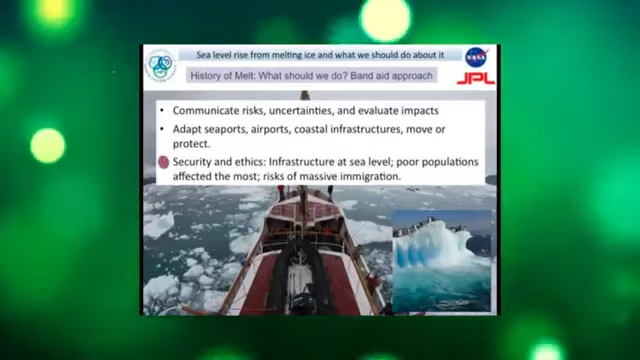 Sea level rise from melting ice and what we should do about it
NASA
History of Melt: What should we do? Band aid approach
JPL
• Communicate risks, uncertainties, and evaluate impacts
• Adapt seaports, airports, coastal infrastructures, move or
protect.
Security and ethics: Infrastructure at sea level; poor populations
affected the most; risks of massive immigration.